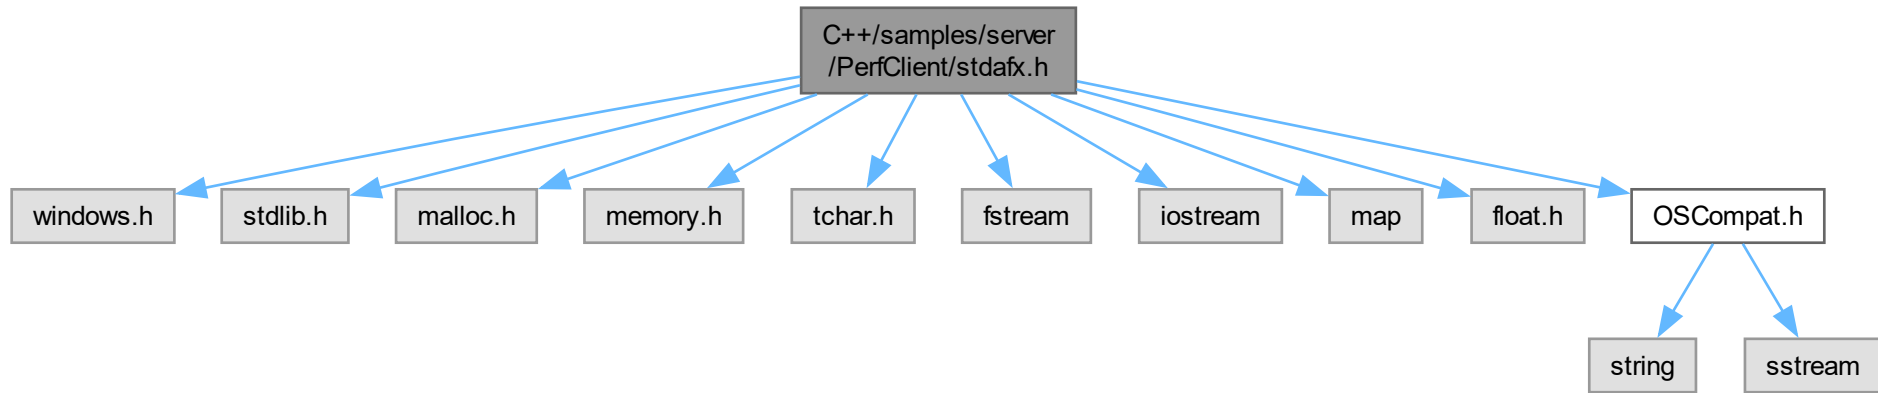 C++/samples/server
/PerfClient/stdafx.h
windows.h
stdlib.h
malloc.h
memory.h
tchar.h
fstream
iostream
map
float.h
OSCompat.h
string
sstream